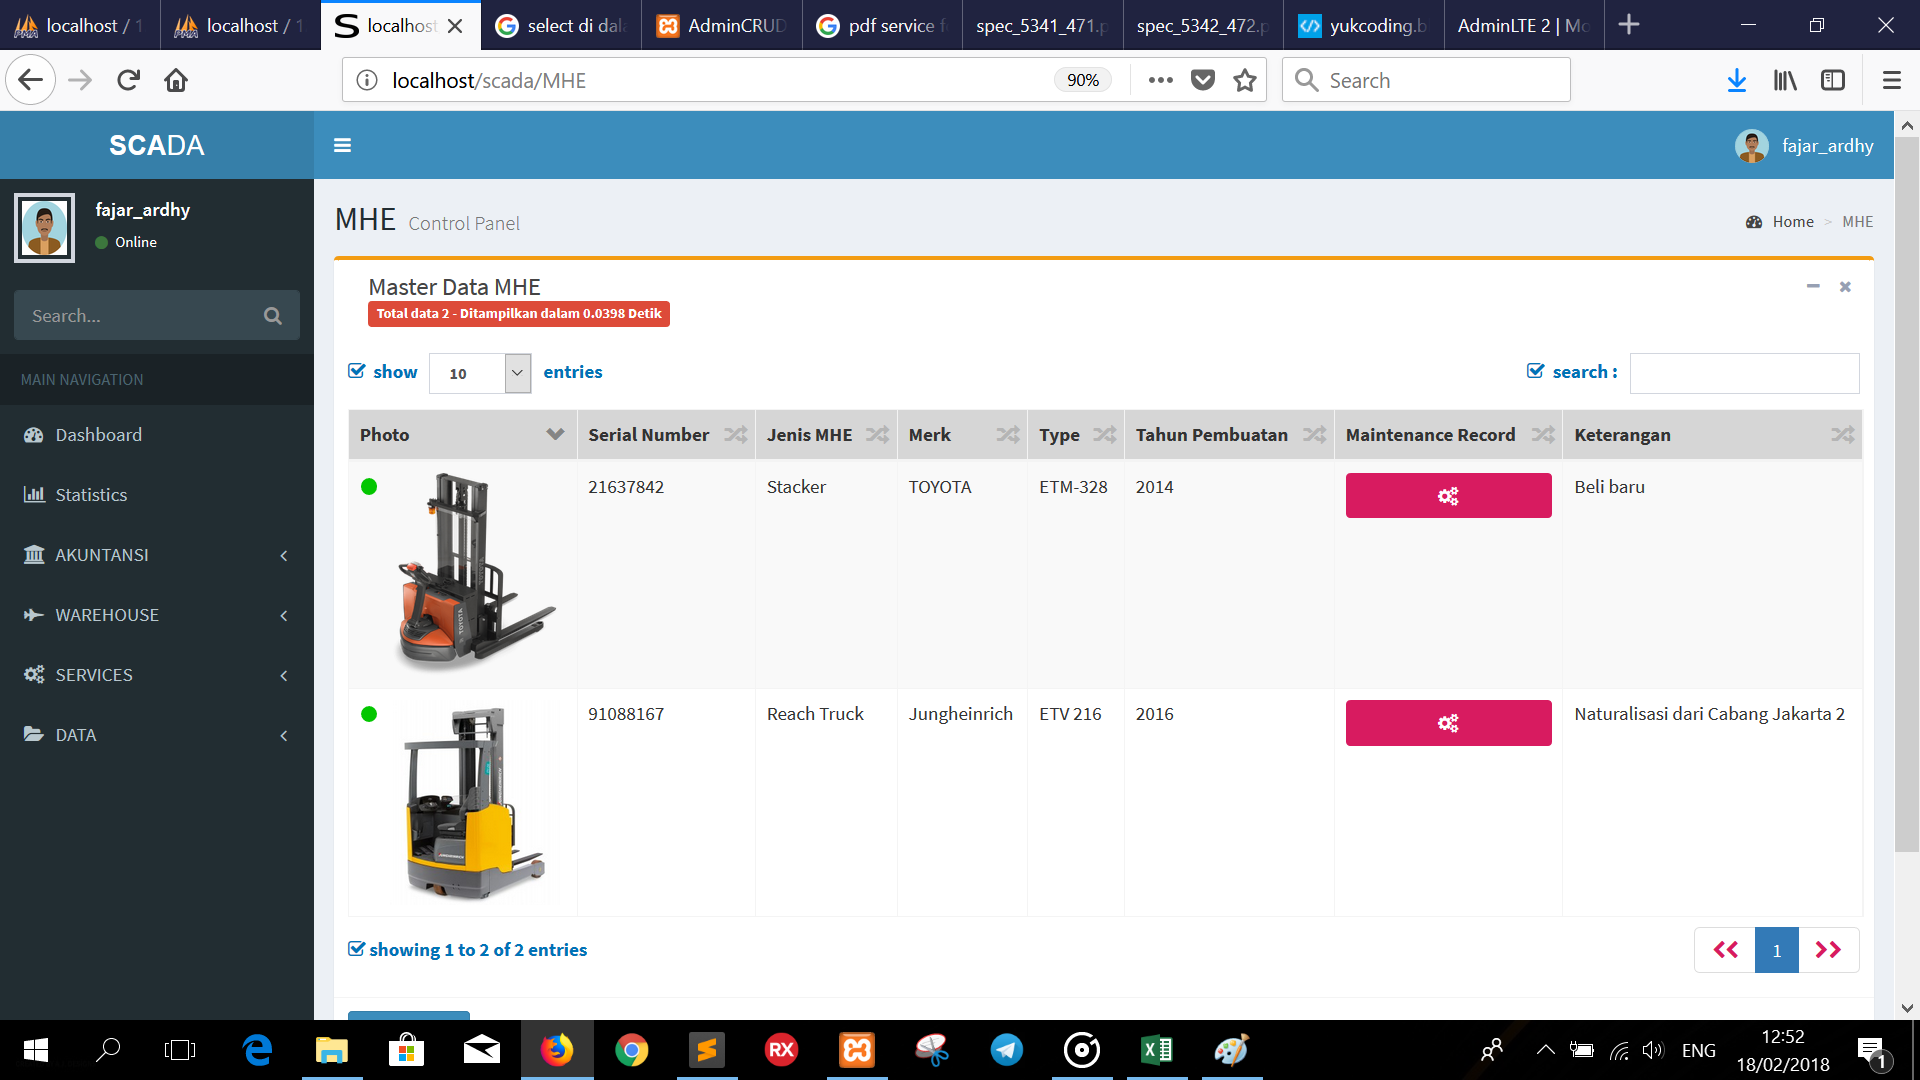 localhost / 1
localhost / 1
localhost
select di dala
AdminCRUD
pdf service f
spec_5341_471.p
spec_5342_472.p
yukcoding.b
AdminLTE 2 | Mo
localhost/scada/MHE
90%
Search
SCADA
fajar_ardhy
fajar_ardhy
Online
Search...
MAIN NAVIGATION
Dashboard
Statistics
AKUNTANSI
WAREHOUSE
SERVICES
DATA
MHE Control Panel
Home > MHE
Master Data MHE
Total data 2 - Ditampilkan dalam 0.0398 Detik
show 10 entries
search :
Photo Serial Number Jenis MHE Merk Type Tahun Pembuatan Maintenance Record Keterangan
21637842 Stacker TOYOTA ETM-328 2014 Beli baru
TOYOTA
91088167 Reach Truck Jungheinrich ETV 216 2016 Naturalisasi dari Cabang Jakarta 2
showing 1 to 2 of 2 entries
1
RX
ENG
12:52
18/02/2018
1